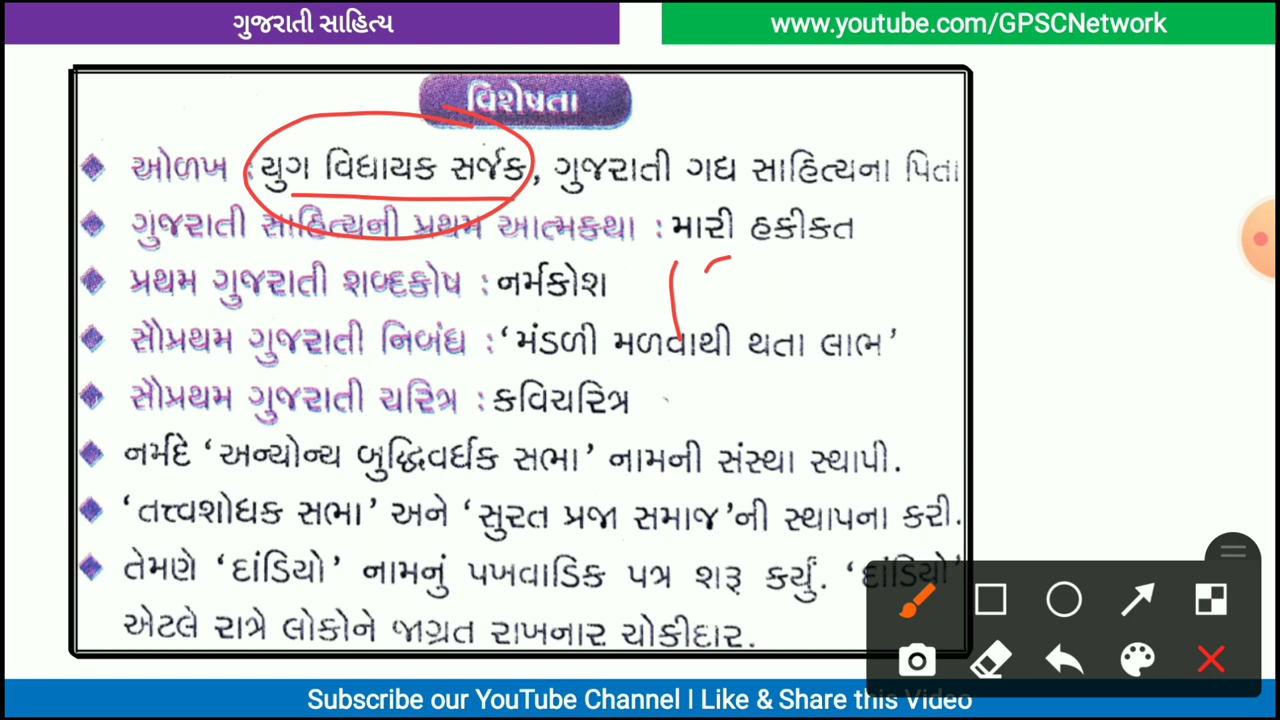 ગુજરાતી સાહિત્ય
www.youtube.com/GPSCNetwork
વિશેષતા
ઓળખ : યુગ વિધાયક સર્જક, ગુજરાતી ગદ્ય સાહિત્યના પિતા
ગુજરાતી સાહિત્યની પ્રથમ આત્મકથા : મારી હકીકત
પ્રથમ ગુજરાતી શબ્દકોષ : નર્મકોશ
સૌપ્રથમ ગુજરાતી નિબંધ : ‘મંડળી મળવાથી થતા લાભ’
સૌપ્રથમ ગુજરાતી ચરિત્ર : કવિચરિત્ર
નર્મદે ‘અન્યોન્ય બુદ્ધિવર્ધક સભા’ નામની સંસ્થા સ્થાપી.
‘તત્ત્વશોધક સભા’ અને ‘સુરત પ્રજા સમાજ’ની સ્થાપના કરી.
તેમણે ‘દાંડિયો’ નામનું પખવાડિક પત્ર શરૂ કર્યું. ‘દાંડિયો’
એટલે રાત્રે લોકોને જાગ્રત રાખનાર ચોકીદાર.
Subscribe our YouTube Channel I Like & Share this Video